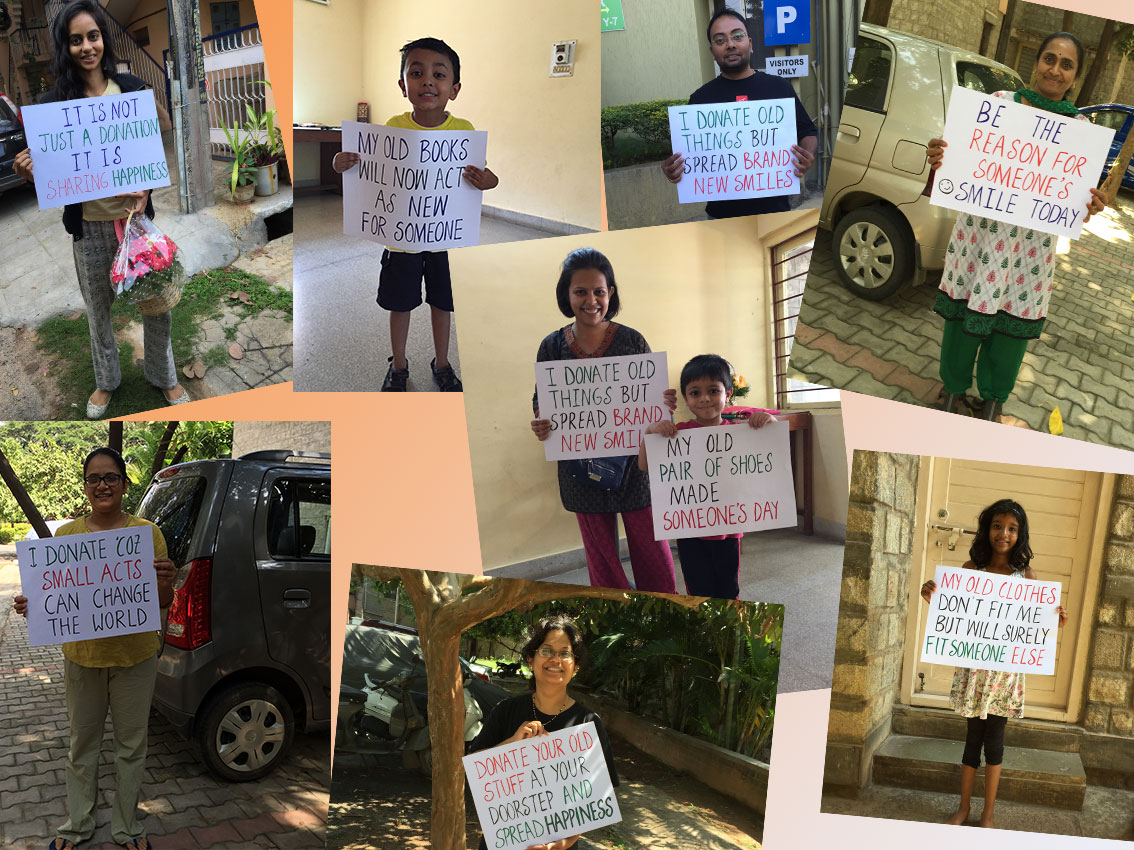 IT IS NOT
JUST A DONATION
IT IS
SHARING HAPPINESS
MY OLD BOOKS
WILL NOW ACT
AS NEW
FOR SOMEONE
Y-T
P
VISITORS
ONLY
I DONATE OLD
THINGS BUT
SPREAD BRAND
NEW SMILES
BE THE
REASON FOR
SOMEONE'S
SMILE TODAY
I DONATE OLD
THINGS BUT
SPREAD BRAND
NEW SMIL
MY OLD
PAIR OF SHOES
MADE
SOMEONE'S DAY
I DONATE 'COZ
SMALL ACTS
CAN CHANGE
THE WORLD
DONATE YOUR OLD
STUFF AT YOUR
DOORSTEP AND
SPREAD HAPPINESS
MY OLD CLOTHES
DON'T FIT ME
BUT WILL SURELY
FIT SOMEONE ELSE